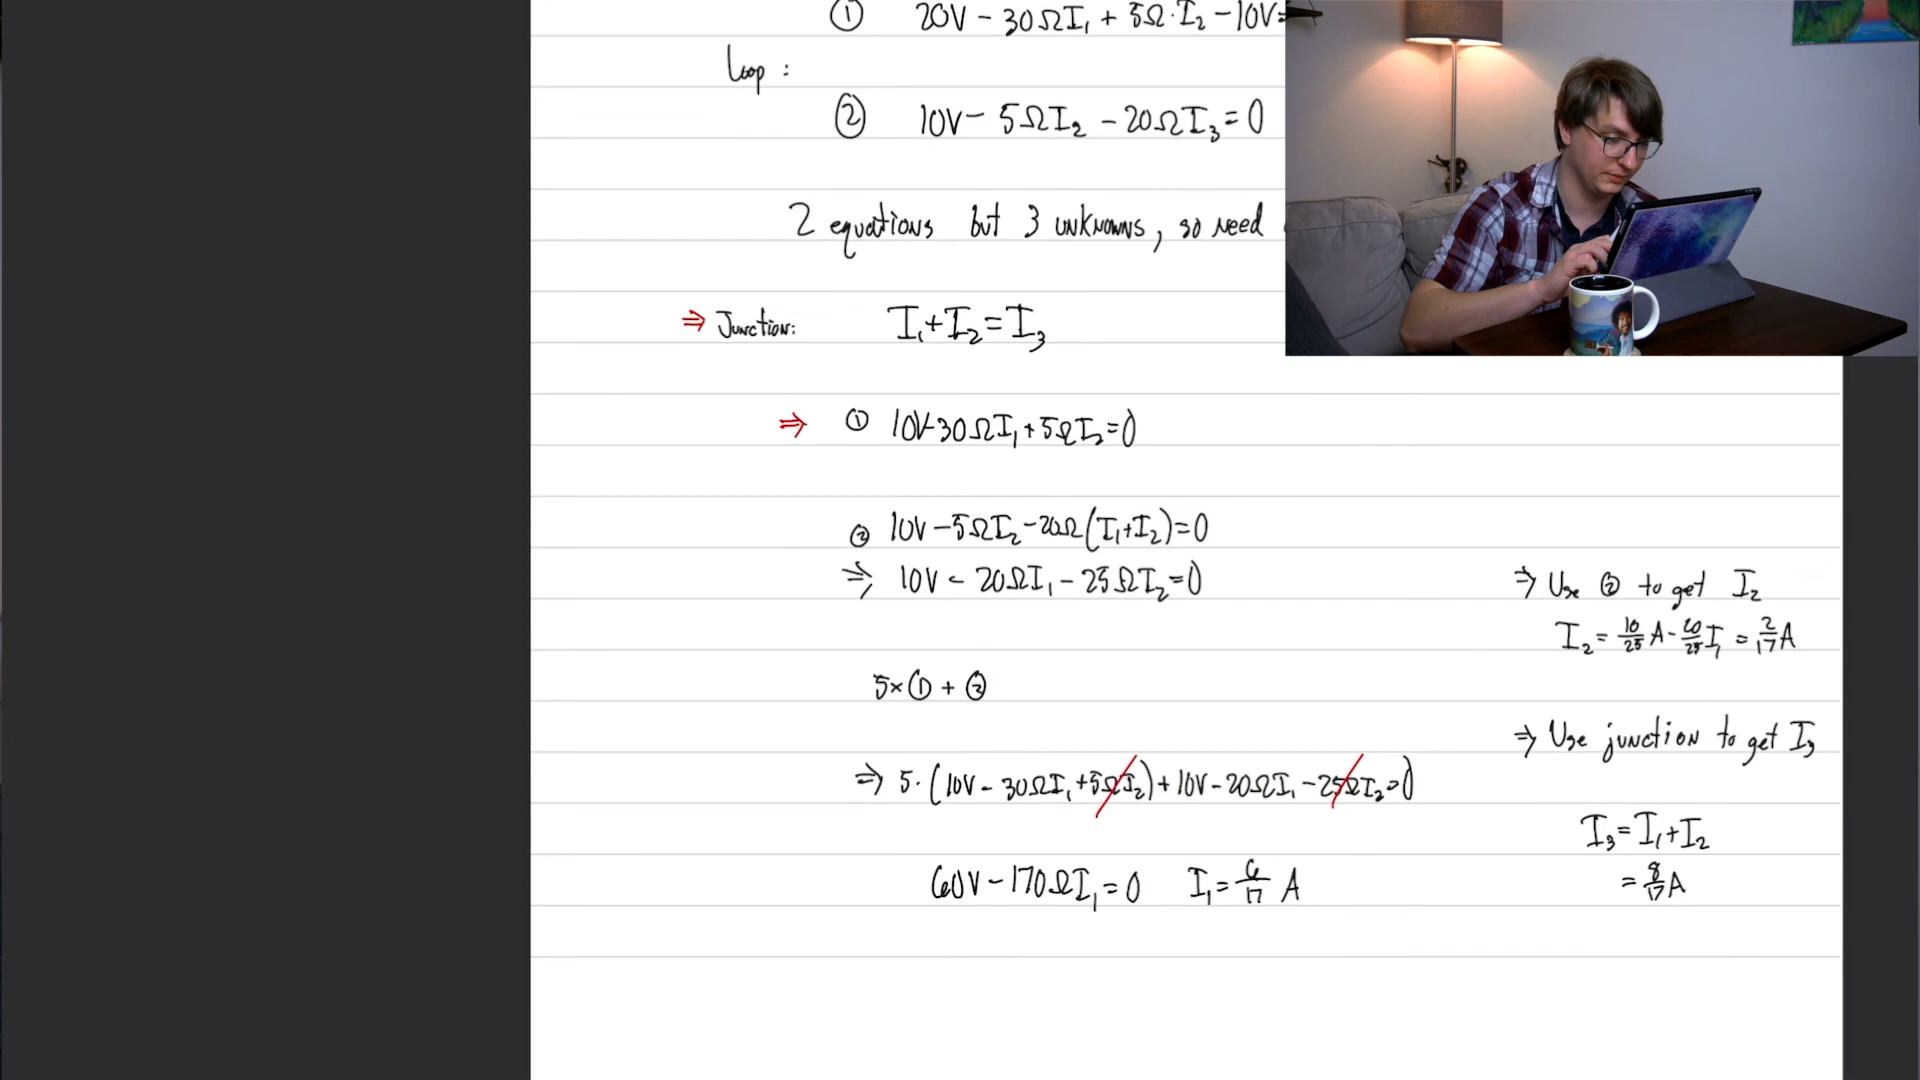 ① 20V - 30ΩI₁ + 5Ω·I₂ - 10V=
Loop :
② 10V - 5ΩI₂ - 20ΩI₃ = 0
2 equations but 3 unknowns, so need
⇒ Junction: I₁ + I₂ = I₃
⇒ ① 10V-30ΩI₁ + 5ΩI₂ = 0
② 10V - 5ΩI₂ - 20Ω(I₁+I₂) = 0
⇒ 10V - 20ΩI₁ - 25ΩI₂ = 0
5×① + ②
⇒ 5·(10V - 30ΩI₁ + 5ΩI₂) + 10V - 20ΩI₁ - 25ΩI₂ = 0
60V - 170ΩI₁ = 0 I₁ = 6/17 A
⇒ Use ② to get I₂
I₂ = 10/25 A - 20/25 I₁ = 2/17 A
⇒ Use junction to get I₃
I₃ = I₁ + I₂
= 8/17 A